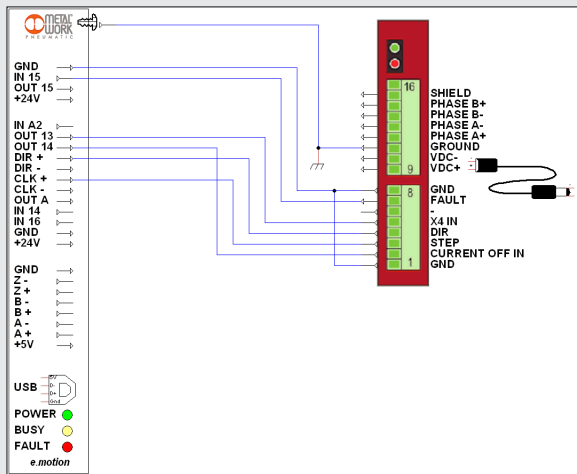 METAL
WORK
PNEUMATIC
GND
IN 15
OUT 15
+24V
IN A2
OUT 13
OUT 14
DIR +
DIR -
CLK +
CLK -
OUT A
IN 14
IN 16
GND
+24V
GND
Z -
Z +
B -
B +
A -
A +
+5V
USB
5V
D-
D+
Gnd
POWER
BUSY
FAULT
e.motion
16
9
8
1
SHIELD
PHASE B+
PHASE B-
PHASE A-
PHASE A+
GROUND
VDC-
VDC+
GND
FAULT
-
X4 IN
DIR
STEP
CURRENT OFF IN
GND